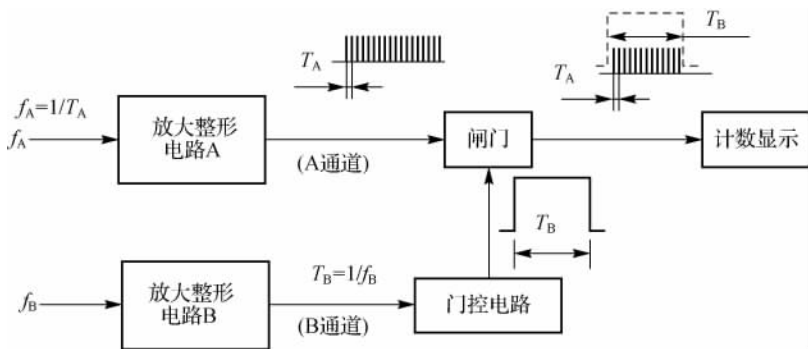 T_B
T_A
T_A
f_A=1/T_A
f_A
放大整形
电路A
(A通道)
闸门
计数显示
T_B
T_B=1/f_B
f_B
放大整形
电路B
(B通道)
门控电路